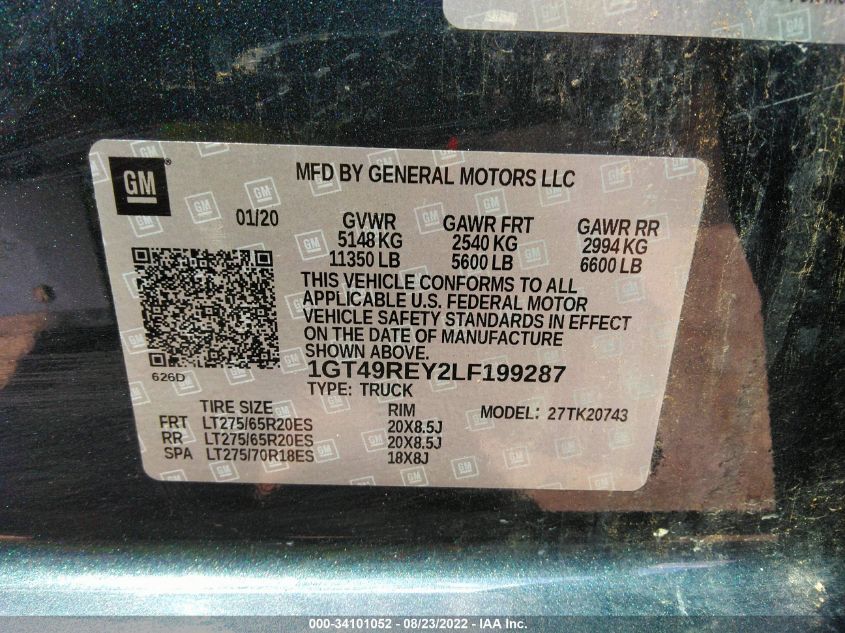 GM
MFD BY GENERAL MOTORS LLC
01/20 GVWR GAWR FRT GAWR RR
5148 KG 2540 KG 2994 KG
11350 LB 5600 LB 6600 LB
THIS VEHICLE CONFORMS TO ALL
APPLICABLE U.S. FEDERAL MOTOR
VEHICLE SAFETY STANDARDS IN EFFECT
ON THE DATE OF MANUFACTURE
SHOWN ABOVE.
626D
1GT49REY2LF199287
TYPE: TRUCK
TIRE SIZE RIM MODEL: 27TK20743
FRT LT275/65R20ES 20X8.5J
RR LT275/65R20ES 20X8.5J
SPA LT275/70R18ES 18X8J
000-34101052 - 08/23/2022 - IAA Inc.